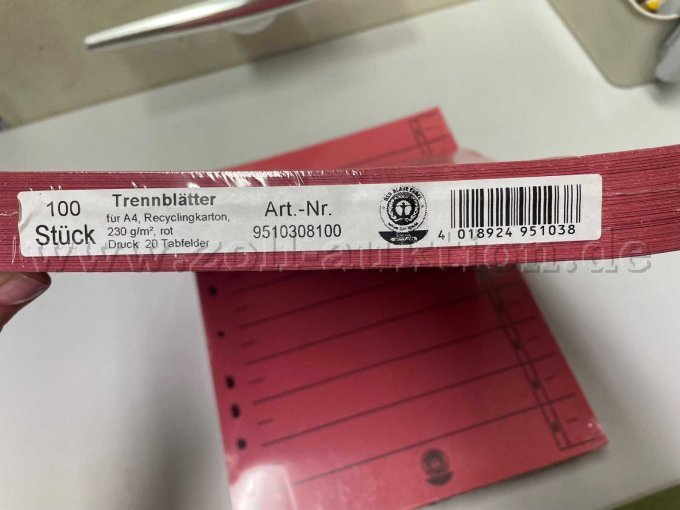 100
Stück
Trennblätter
für A4, Recyclingkarton,
230 g/m², rot
Druck: 20 Tabfelder
Art.-Nr.
9510308100
4 018924 951038
www.zoll-auktion.de